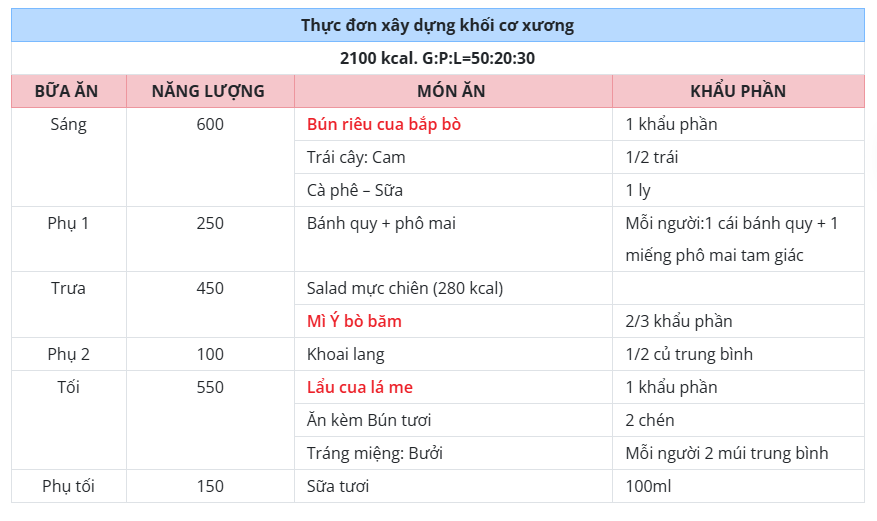 Thực đơn xây dựng khối cơ xương
2100 kcal. G:P:L=50:20:30
BỮA ĂN NĂNG LƯỢNG MÓN ĂN KHẨU PHẦN
Sáng 600 Bún riêu cua bắp bò 1 khẩu phần
Trái cây: Cam 1/2 trái
Cà phê – Sữa 1 ly
Phụ 1 250 Bánh quy + phô mai Mỗi người:1 cái bánh quy + 1
miếng phô mai tam giác
Trưa 450 Salad mực chiên (280 kcal)
Mì Ý bò băm 2/3 khẩu phần
Phụ 2 100 Khoai lang 1/2 củ trung bình
Tối 550 Lẩu cua lá me 1 khẩu phần
Ăn kèm Bún tươi 2 chén
Tráng miệng: Bưởi Mỗi người 2 múi trung bình
Phụ tối 150 Sữa tươi 100ml